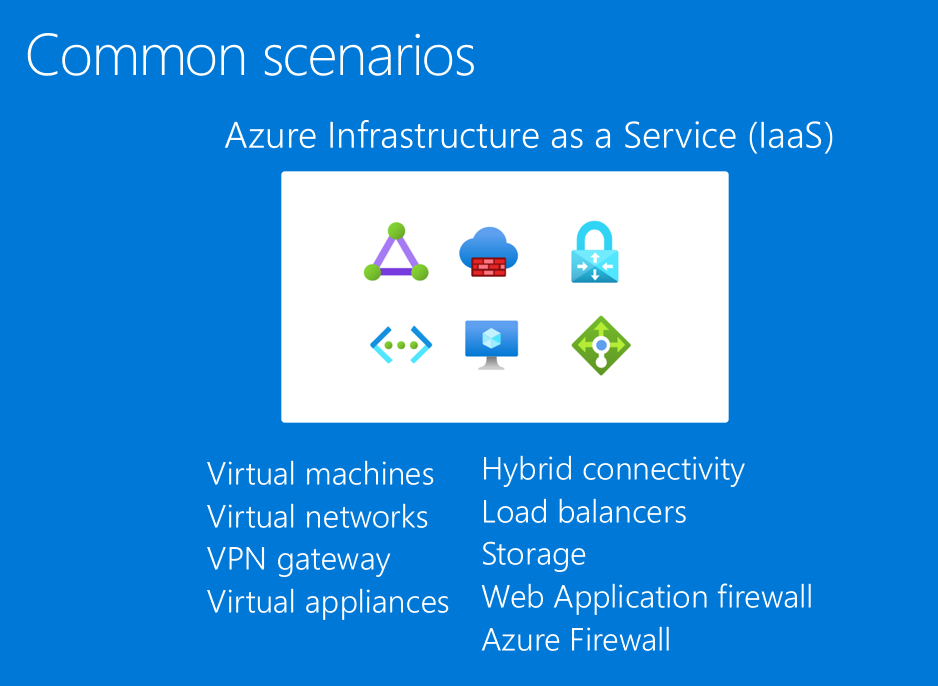 Common scenarios
Azure Infrastructure as a Service (IaaS)
Virtual machines
Virtual networks
VPN gateway
Virtual appliances
Hybrid connectivity
Load balancers
Storage
Web Application firewall
Azure Firewall